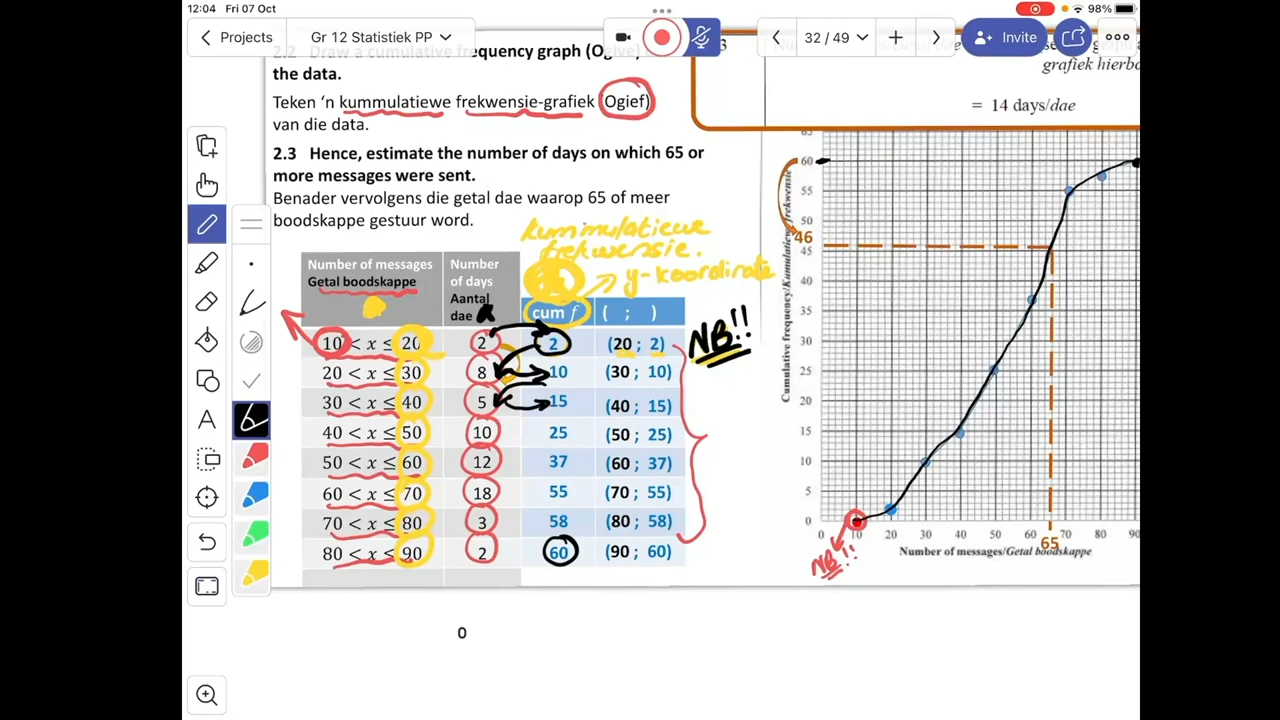 12:04 Fri 07 Oct
98%
Projects
Gr 12 Statistiek PP
32 / 49
Invite
2.2 Draw a cumulative frequency graph (Ogive)
the data.
Teken 'n kummulatiewe frekwensie-grafiek (Ogief)
van die data.
2.3 Hence, estimate the number of days on which 65 or
more messages were sent.
Benader vervolgens die getal dae waarop 65 of meer
boodskappe gestuur word.
kummulatiewe
frekwensie.
→ y-koordinate
Number of messages
Getal boodskappe
Number
of days
Aantal
dae
cum f
( ; )
10 < x ≤ 20 2 2 (20 ; 2)
20 < x ≤ 30 8 10 (30 ; 10)
30 < x ≤ 40 5 15 (40 ; 15)
40 < x ≤ 50 10 25 (50 ; 25)
50 < x ≤ 60 12 37 (60 ; 37)
60 < x ≤ 70 18 55 (70 ; 55)
70 < x ≤ 80 3 58 (80 ; 58)
80 < x ≤ 90 2 60 (90 ; 60)
NB!!
0
grafiek hierbo
= 14 days/dae
Cumulative frequency/Kumulatiewe frekwensie
65
60
55
50
46
45
40
35
30
25
20
15
10
5
0
0 10 20 30 40 50 60 70 80 90
65
Number of messages/Getal boodskappe
NB!!